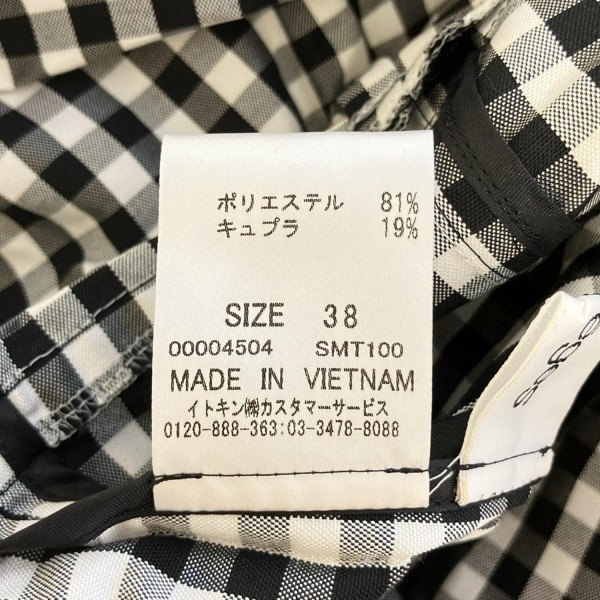 ポリエステル 81%
キュプラ 19%
SIZE 38
00004504 SMT100
MADE IN VIETNAM
イトキン㈱カスタマーサービス
0120-888-363:03-3478-8088